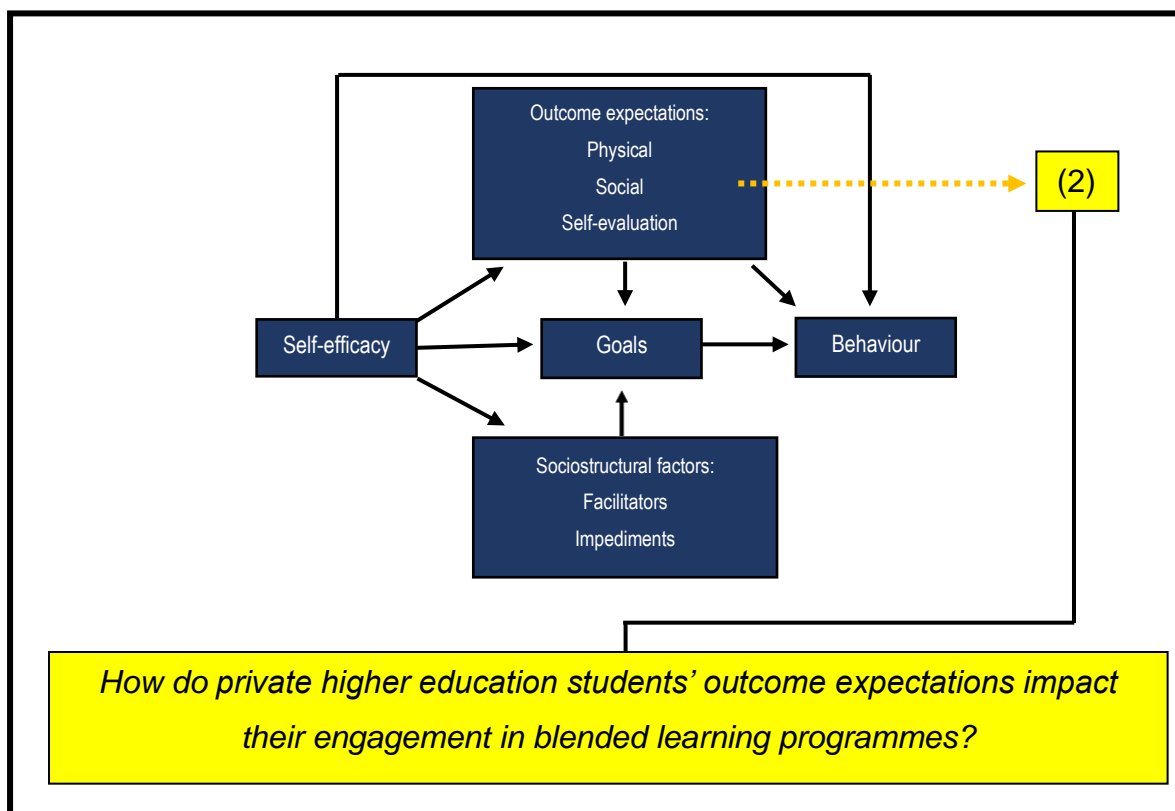 Outcome expectations:
Physical
Social
Self-evaluation
(2)
Self-efficacy
Goals
Behaviour
Sociostructural factors:
Facilitators
Impediments
How do private higher education students’ outcome expectations impact
their engagement in blended learning programmes?